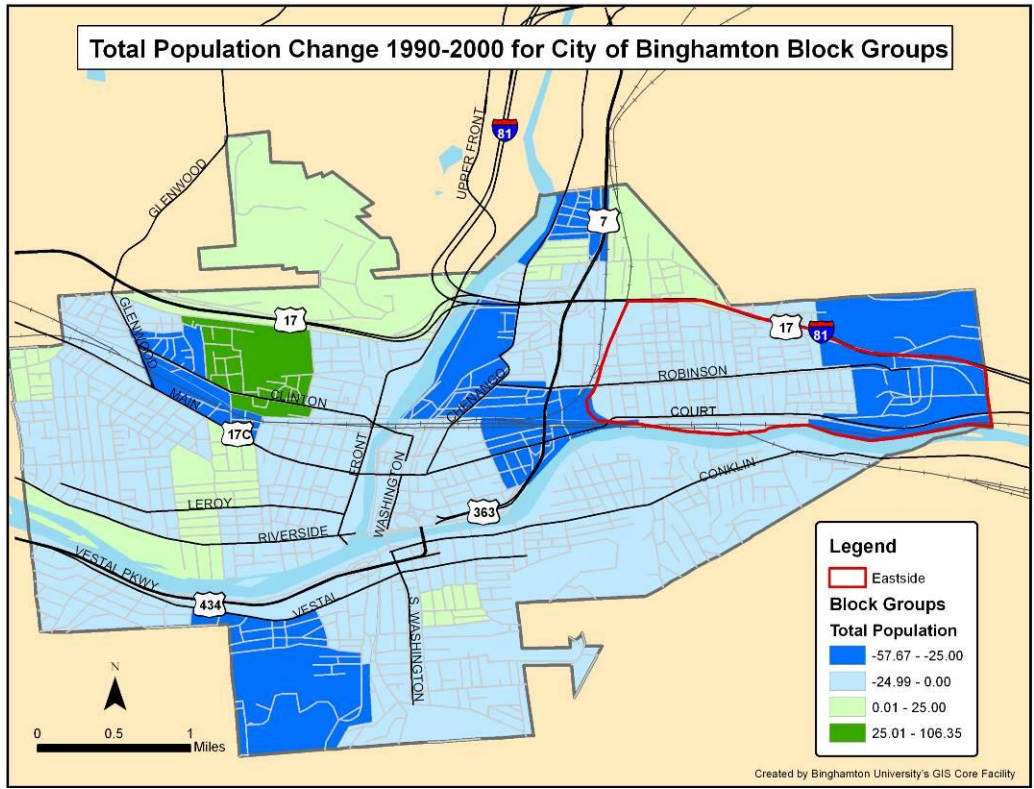 Total Population Change 1990-2000 for City of Binghamton Block Groups
81
UPPER FRONT
GLENWOOD
7
17
GLENWOOD
17
81
ROBINSON
CLINTON
CHENANGO
MAIN
COURT
17C
FRONT
WASHINGTON
CONKLIN
LEROY
363
RIVERSIDE
VESTAL PKWY
434
VESTAL
S. WASHINGTON
N
0 0.5 1
Miles
Legend
Eastside
Block Groups
Total Population
-57.67 - -25.00
-24.99 - 0.00
0.01 - 25.00
25.01 - 106.35
Created by Binghamton University's GIS Core Facility